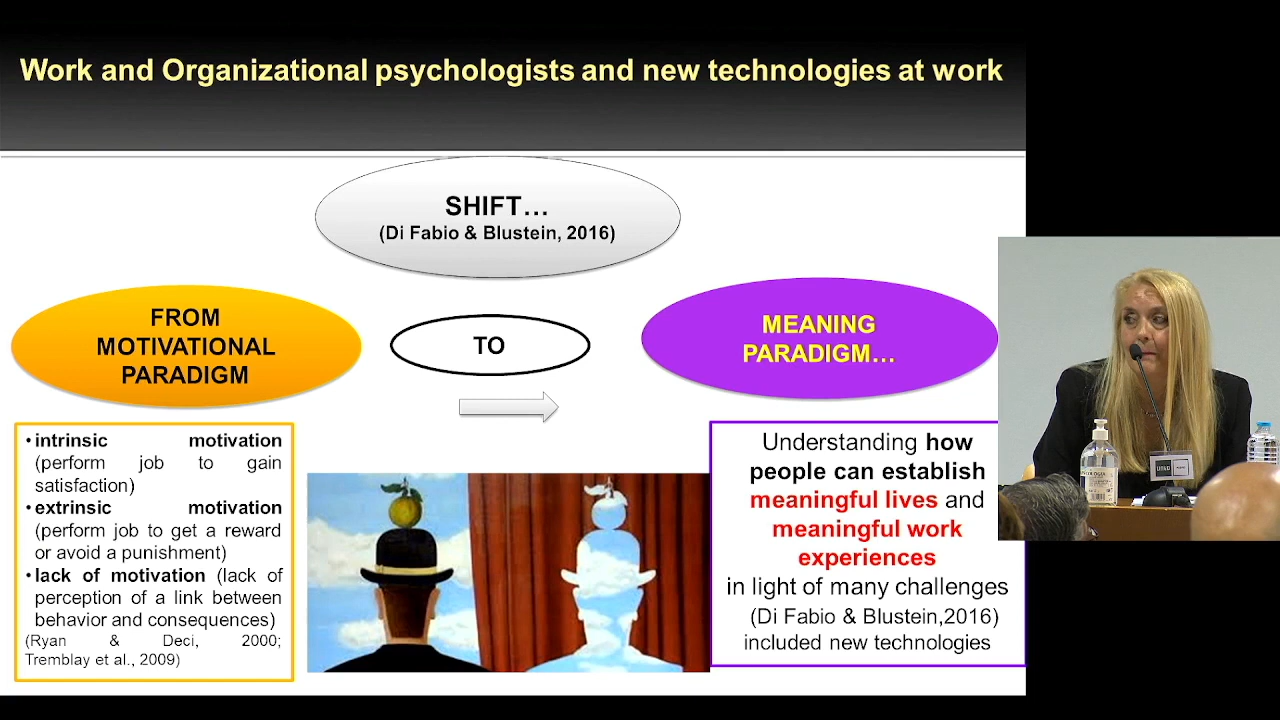 Work and Organizational psychologists and new technologies at work
SHIFT…
(Di Fabio & Blustein, 2016)
FROM
MOTIVATIONAL
PARADIGM
TO
MEANING
PARADIGM…
•intrinsic motivation
(perform job to gain
satisfaction)
•extrinsic motivation
(perform job to get a reward
or avoid a punishment)
•lack of motivation (lack of
perception of a link between
behavior and consequences)
(Ryan & Deci, 2000;
Tremblay et al., 2009)
Understanding how
people can establish
meaningful lives and
meaningful work
experiences
in light of many challenges
(Di Fabio & Blustein,2016)
included new technologies